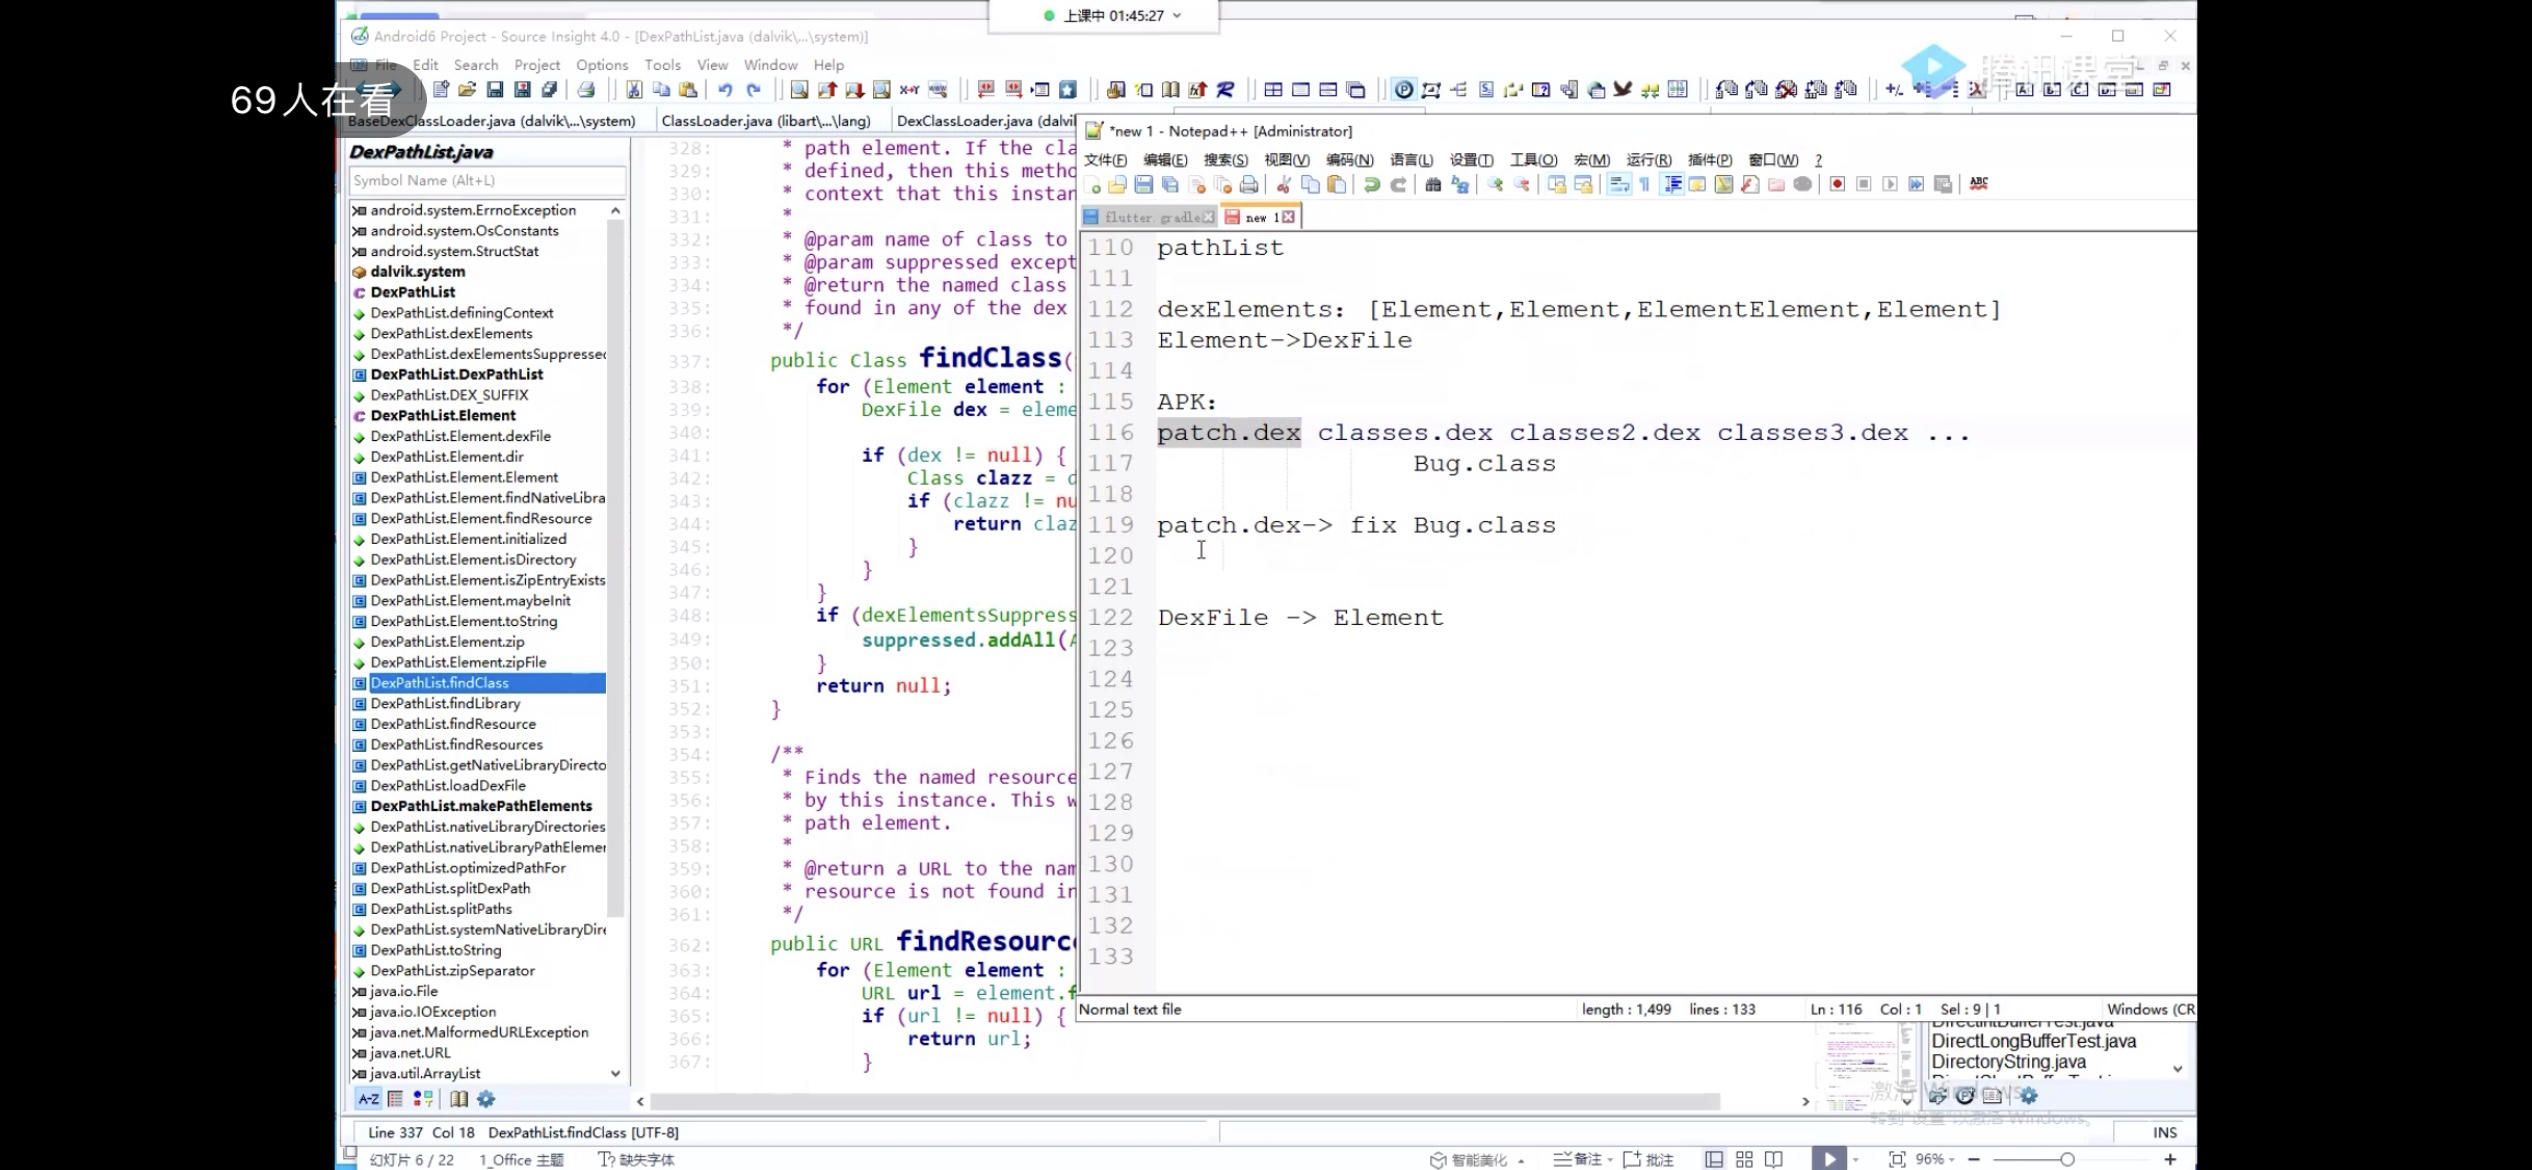 上课中 01:45:27
Android6 Project - Source Insight 4.0 - [DexPathList.java (dalvik\...\system)]
腾讯课堂
File Edit Search Project Options Tools View Window Help
69人在看
BaseDexClassLoader.java (dalvik\...\system) ClassLoader.java (libart\...\lang) DexClassLoader.java (dalvi
DexPathList.java
Symbol Name (Alt+L)
android.system.ErrnoException
android.system.OsConstants
android.system.StructStat
dalvik.system
DexPathList
DexPathList.definingContext
DexPathList.dexElements
DexPathList.dexElementsSuppressed
DexPathList.DexPathList
DexPathList.DEX_SUFFIX
DexPathList.Element
DexPathList.Element.dexFile
DexPathList.Element.dir
DexPathList.Element.Element
DexPathList.Element.findNativeLibra
DexPathList.Element.findResource
DexPathList.Element.initialized
DexPathList.Element.isDirectory
DexPathList.Element.isZipEntryExists
DexPathList.Element.maybeInit
DexPathList.Element.toString
DexPathList.Element.zip
DexPathList.Element.zipFile
DexPathList.findClass
DexPathList.findLibrary
DexPathList.findResource
DexPathList.findResources
DexPathList.getNativeLibraryDirecto
DexPathList.loadDexFile
DexPathList.makePathElements
DexPathList.nativeLibraryDirectories
DexPathList.nativeLibraryPathElemer
DexPathList.optimizedPathFor
DexPathList.splitDexPath
DexPathList.splitPaths
DexPathList.systemNativeLibraryDire
DexPathList.toString
DexPathList.zipSeparator
java.io.File
java.io.IOException
java.net.MalformedURLException
java.net.URL
java.util.ArrayList
A-Z
328: * path element. If the cla
329: * defined, then this metho
330: * context that this instan
331: *
332: * @param name of class to
333: * @param suppressed except
334: * @return the named class
335: * found in any of the dex
336: */
337: public Class findClass(
338: for (Element element :
339: DexFile dex = eleme
340:
341: if (dex != null) {
342: Class clazz = d
343: if (clazz != nu
344: return claz
345: }
346: }
347: }
348: if (dexElementsSuppress
349: suppressed.addAll(A
350: }
351: return null;
352: }
353:
354: /**
355: * Finds the named resource
356: * by this instance. This w
357: * path element.
358: *
359: * @return a URL to the nam
360: * resource is not found in
361: */
362: public URL findResourc
363: for (Element element :
364: URL url = element.f
365: if (url != null) {
366: return url;
367: }
*new 1 - Notepad++ [Administrator]
文件(F) 编辑(E) 搜索(S) 视图(V) 编码(N) 语言(L) 设置(T) 工具(O) 宏(M) 运行(R) 插件(P) 窗口(W) ?
flutter.gradle new 1
110 pathList
111
112 dexElements: [Element,Element,ElementElement,Element]
113 Element->DexFile
114
115 APK:
116 patch.dex classes.dex classes2.dex classes3.dex ...
117 Bug.class
118
119 patch.dex-> fix Bug.class
120
121
122 DexFile -> Element
123
124
125
126
127
128
129
130
131
132
133
Normal text file length : 1,499 lines : 133 Ln : 116 Col : 1 Sel : 9 | 1 Windows (CR
DirectLongBufferTest.java
DirectoryString.java
激活 Windows
转到"设置"以激活 Windows。
Line 337 Col 18 DexPathList.findClass [UTF-8]
INS
幻灯片 6 / 22 1_Office 主题 缺失字体 智能美化 备注 批注 96%